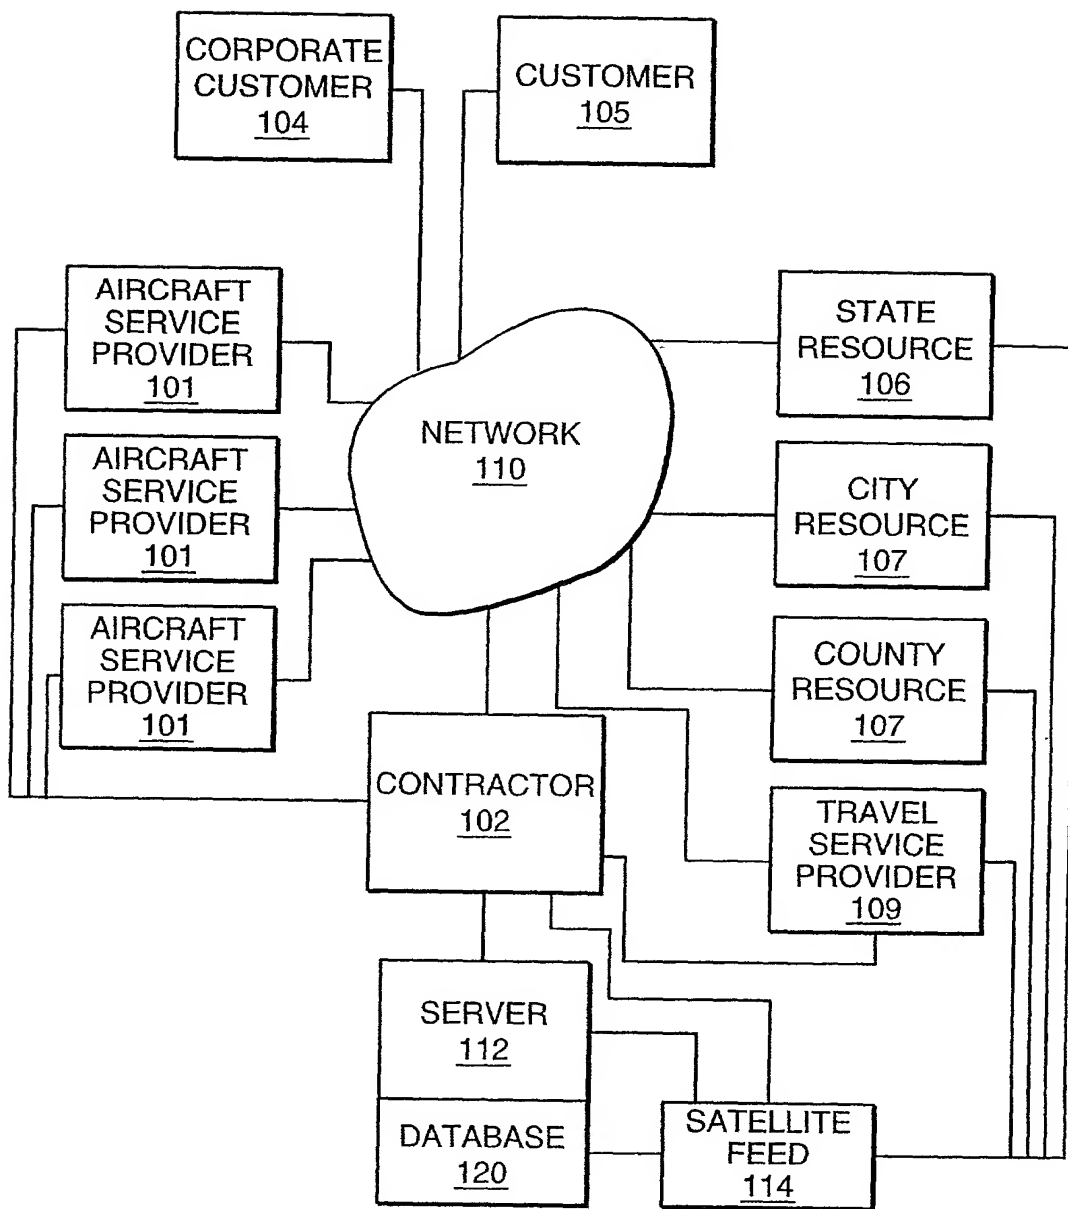 CORPORATE
CUSTOMER
104
CUSTOMER
105
AIRCRAFT
SERVICE
PROVIDER
101
STATE
RESOURCE
106
NETWORK
110
AIRCRAFT
SERVICE
PROVIDER
101
CITY
RESOURCE
107
AIRCRAFT
SERVICE
PROVIDER
101
COUNTY
RESOURCE
107
CONTRACTOR
102
TRAVEL
SERVICE
PROVIDER
109
SERVER
112
DATABASE
120
SATELLITE
FEED
114